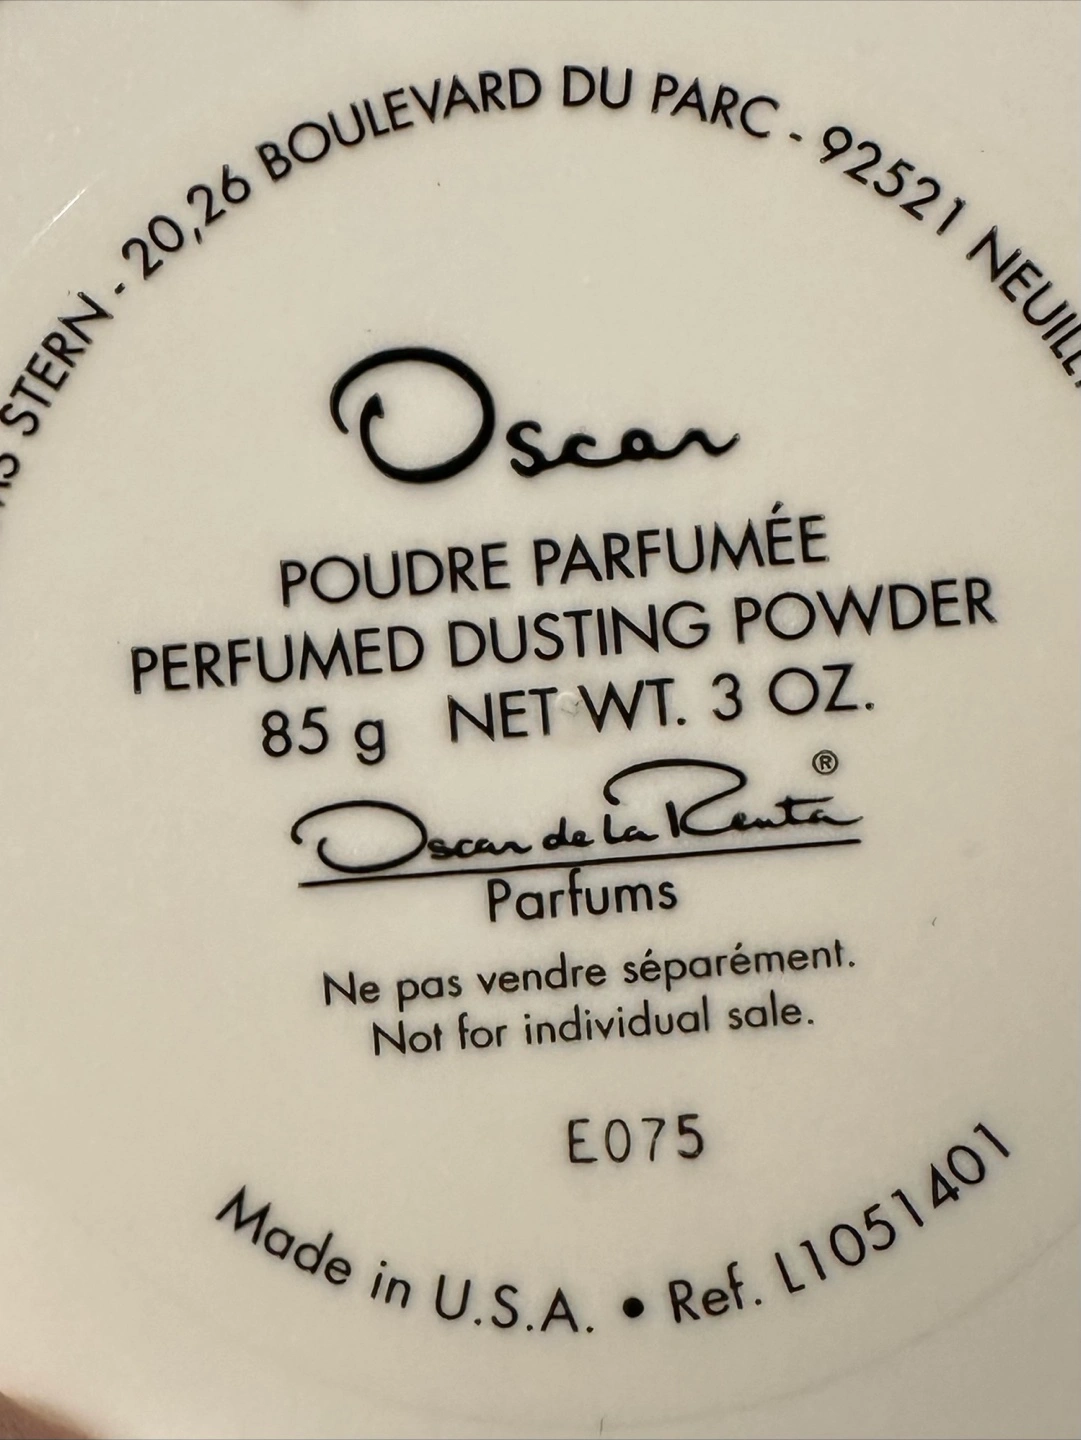 STERN - 20,26 BOULEVARD DU PARC - 92521 NEUILLY
Oscar
POUDRE PARFUMÉE
PERFUMED DUSTING POWDER
85 g NET WT. 3 OZ.
Oscar de la Renta ®
Parfums
Ne pas vendre séparément.
Not for individual sale.
E075
Made in U.S.A. • Ref. L1051401